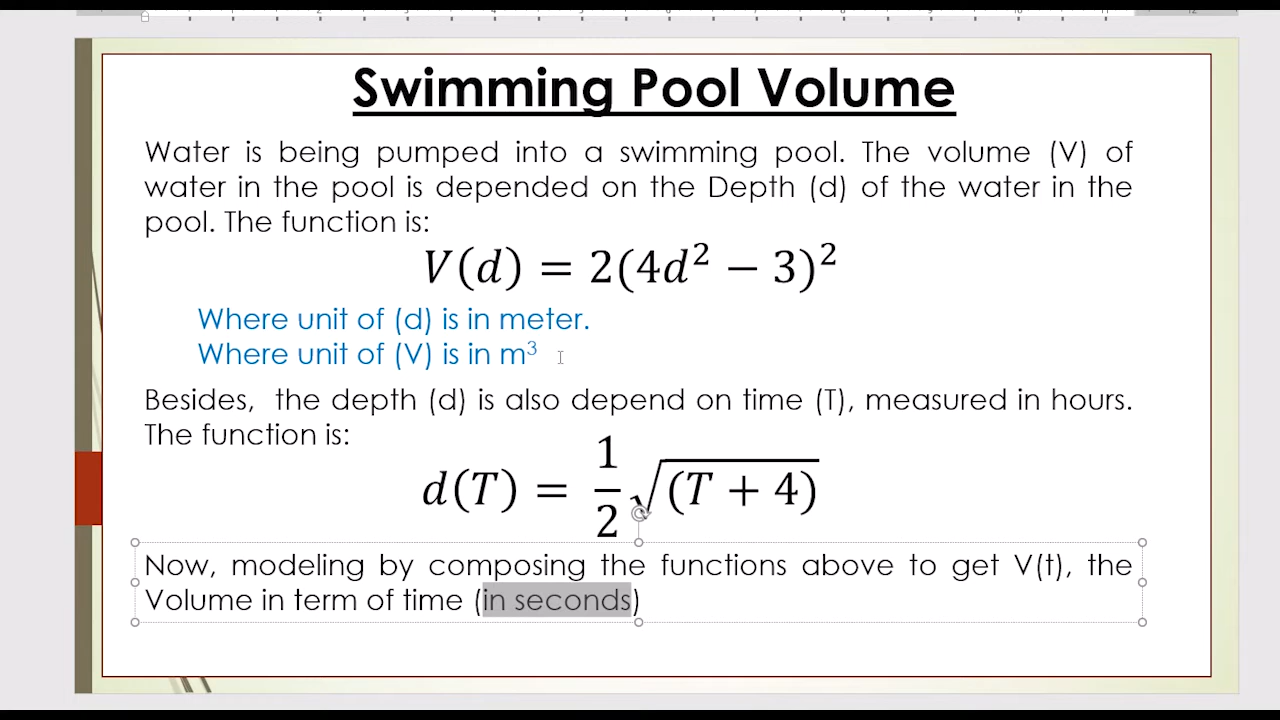 Swimming Pool Volume
Water is being pumped into a swimming pool. The volume (V) of
water in the pool is depended on the Depth (d) of the water in the
pool. The function is:
V(d) = 2(4d² − 3)²
Where unit of (d) is in meter.
Where unit of (V) is in m³
Besides, the depth (d) is also depend on time (T), measured in hours.
The function is:
d(T) = 1/2 √(T + 4)
Now, modeling by composing the functions above to get V(t), the
Volume in term of time (in seconds)